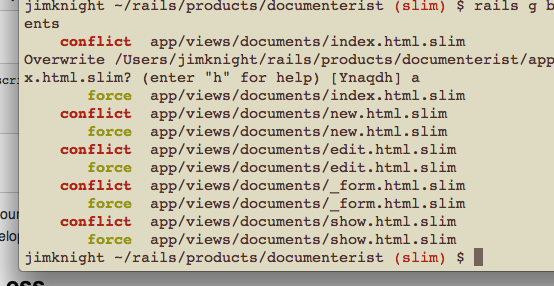 jimknight ~/rails/products/documenterist (slim) $ rails g b
ents
conflict app/views/documents/index.html.slim
Overwrite /Users/jimknight/rails/products/documenterist/app
x.html.slim? (enter "h" for help) [Ynaqdh] a
force app/views/documents/index.html.slim
conflict app/views/documents/new.html.slim
force app/views/documents/new.html.slim
conflict app/views/documents/edit.html.slim
force app/views/documents/edit.html.slim
conflict app/views/documents/_form.html.slim
force app/views/documents/_form.html.slim
conflict app/views/documents/show.html.slim
force app/views/documents/show.html.slim
jimknight ~/rails/products/documenterist (slim) $